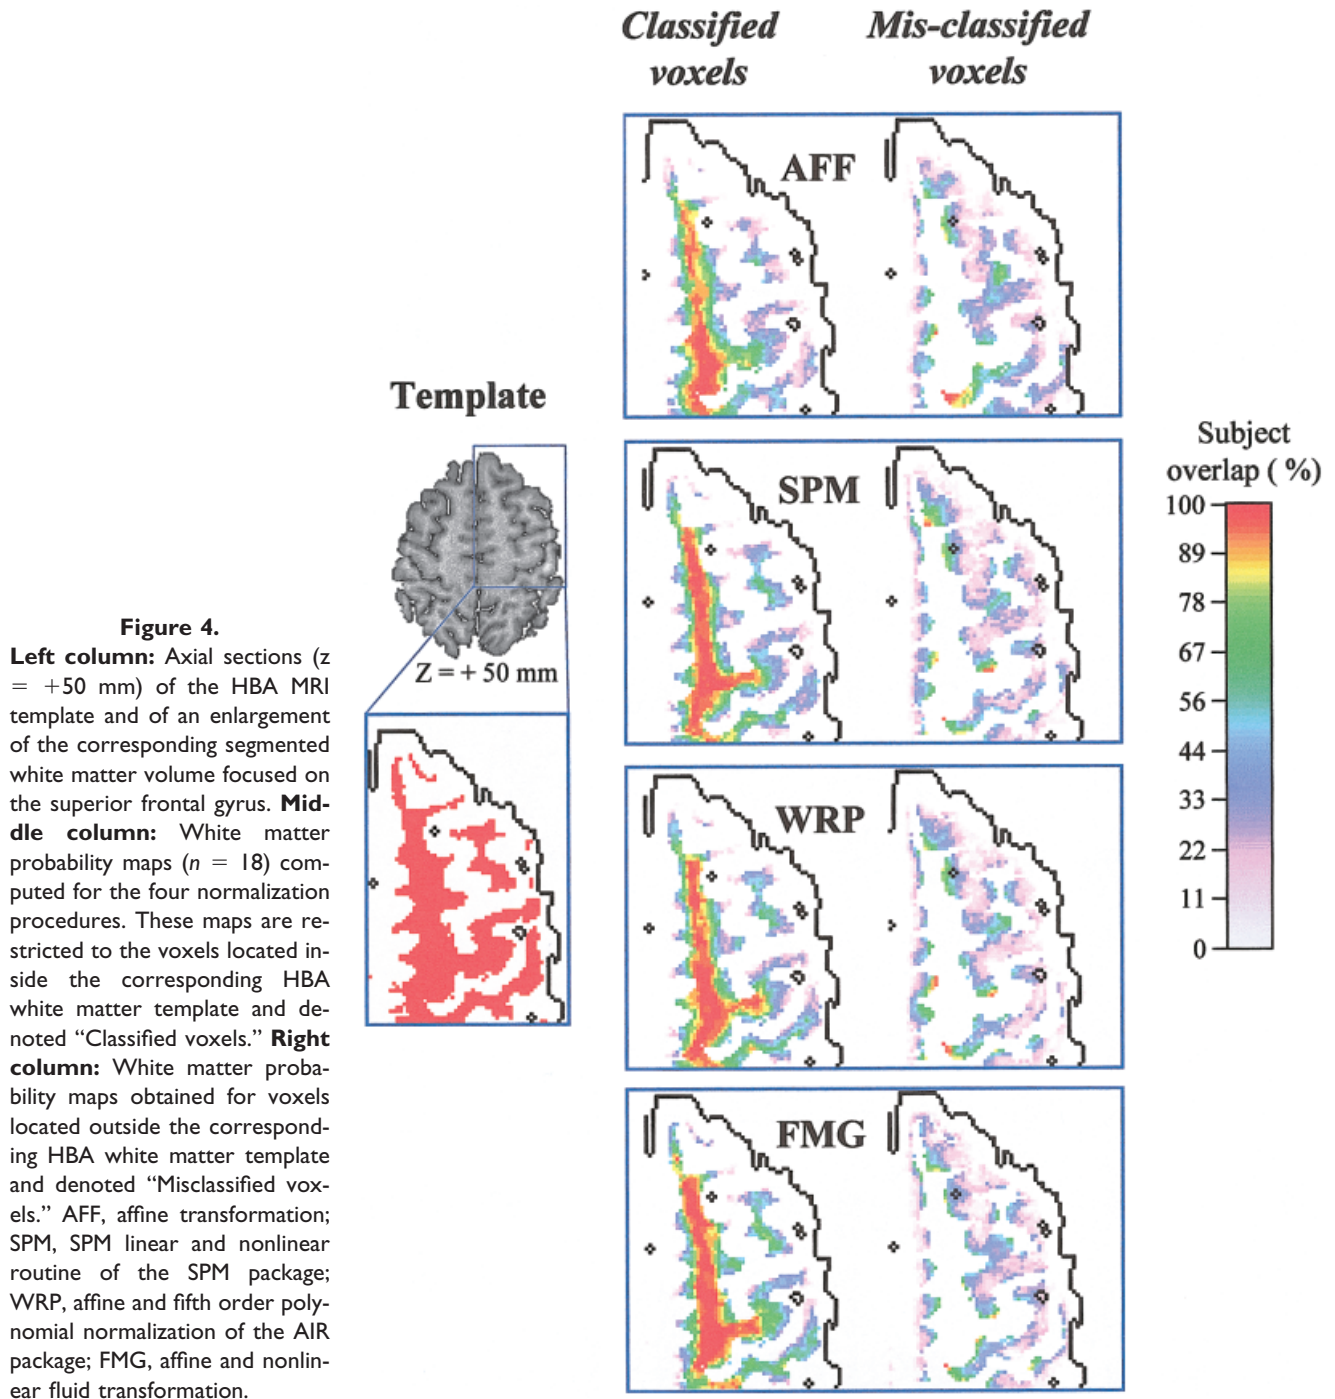 Classified
voxels
Mis-classified
voxels
AFF
Template
SPM
Subject
overlap ( %)
100
89
78
67
56
44
33
22
11
0
Z = + 50 mm
WRP
FMG
Figure 4.
Left column: Axial sections (z
= +50 mm) of the HBA MRI
template and of an enlargement
of the corresponding segmented
white matter volume focused on
the superior frontal gyrus. Mid-
dle column: White matter
probability maps (n = 18) com-
puted for the four normalization
procedures. These maps are re-
stricted to the voxels located in-
side the corresponding HBA
white matter template and de-
noted “Classified voxels.” Right
column: White matter proba-
bility maps obtained for voxels
located outside the correspond-
ing HBA white matter template
and denoted “Misclassified vox-
els.” AFF, affine transformation;
SPM, SPM linear and nonlinear
routine of the SPM package;
WRP, affine and fifth order poly-
nomial normalization of the AIR
package; FMG, affine and nonlin-
ear fluid transformation.